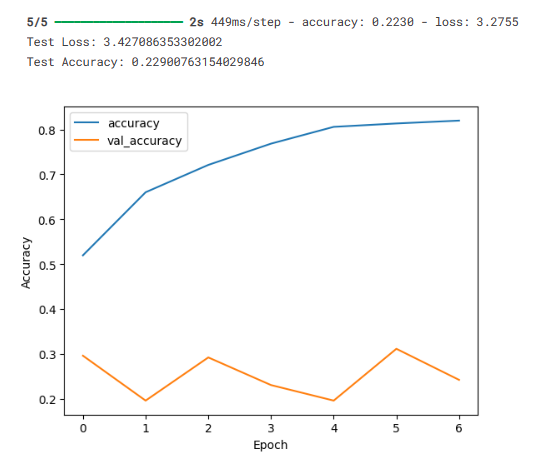 5/5 ━━━━━━━━━━━━━━━━━━━━ 2s 449ms/step - accuracy: 0.2230 - loss: 3.2755
Test Loss: 3.427086353302002
Test Accuracy: 0.22900763154029846
accuracy
val_accuracy
0.8
0.7
0.6
0.5
0.4
0.3
0.2
Accuracy
0 1 2 3 4 5 6
Epoch